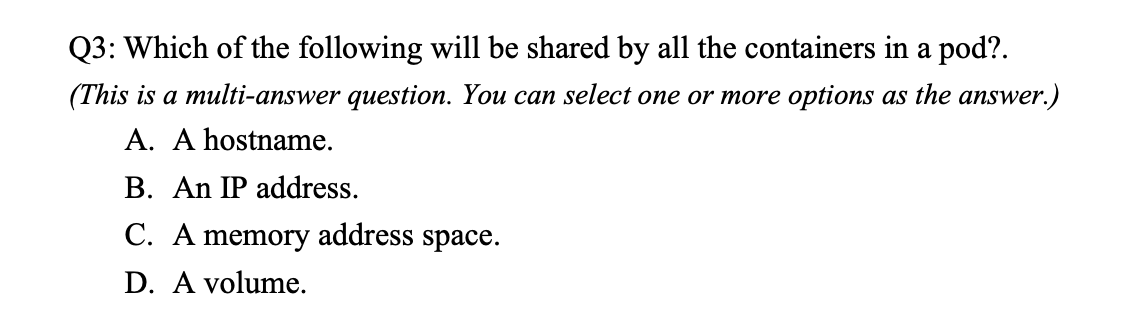 Q3: Which of the following will be shared by all the containers in a pod?.
(This is a multi-answer question. You can select one or more options as the answer.)
A. A hostname.
B. An IP address.
C. A memory address space.
D. A volume.